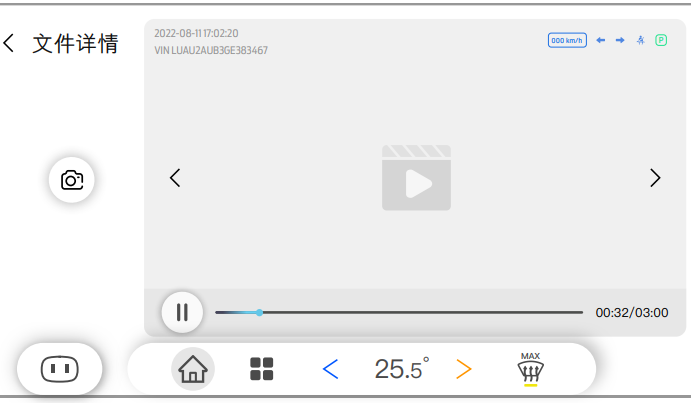 文件详情
2022-08-11 17:02:20
VIN LUAU2AUB3GE383467
000 km/h
P
00:32/03:00
25.5°
MAX